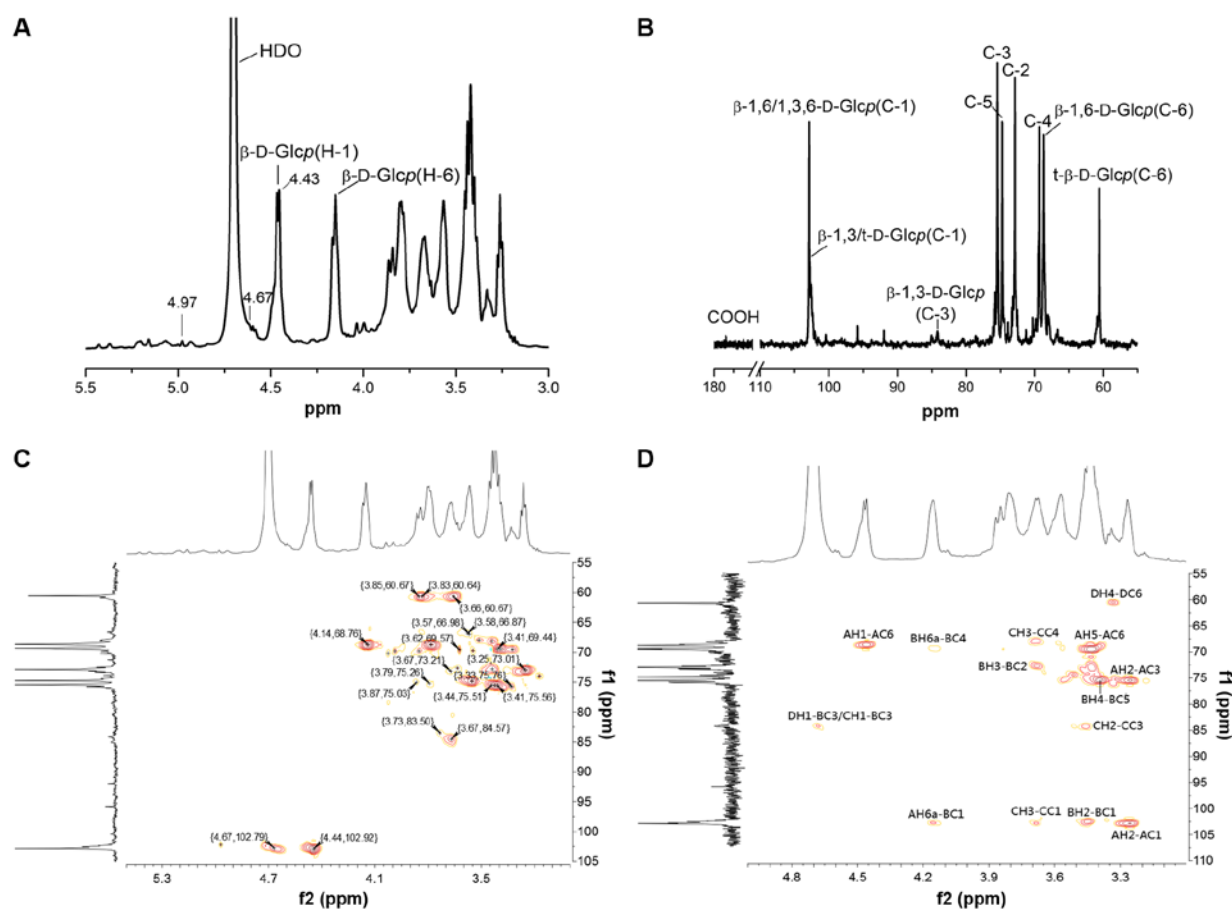 A
HDO
β-D-Glcp(H-1)
4.43
β-D-Glcp(H-6)
4.97
4.67
5.5 5.0 4.5 4.0 3.5 3.0
ppm
B
C-3
C-2
β-1,6/1,3,6-D-Glcp(C-1)
C-5
C-4
β-1,6-D-Glcp(C-6)
t-β-D-Glcp(C-6)
β-1,3/t-D-Glcp(C-1)
β-1,3-D-Glcp
(C-3)
COOH
180 110 100 90 80 70 60
ppm
C
55
60
65
70
75
80
85
90
95
100
105
{3.85,60.67}
{3.83,60.64}
{3.66,60.67}
{3.57,66.98}
{3.58,66.87}
{4.14,68.76}
{3.62,69.57}
{3.41,69.44}
{3.67,73.21}
{3.25,73.01}
{3.79,75.26}
{3.33,75.76}
{3.87,75.03}
{3.44,75.51}
{3.41,75.56}
{3.73,83.50}
{3.67,84.57}
{4.67,102.79}
{4.44,102.92}
f1 (ppm)
5.3 4.7 4.1 3.5
f2 (ppm)
D
55
60
65
70
75
80
85
90
95
100
105
110
DH4-DC6
AH1-AC6
BH6a-BC4
CH3-CC4
AH5-AC6
BH3-BC2
AH2-AC3
BH4-BC5
DH1-BC3/CH1-BC3
CH2-CC3
AH6a-BC1
CH3-CC1
BH2-BC1
AH2-AC1
f1 (ppm)
4.8 4.5 4.2 3.9 3.6 3.3
f2 (ppm)